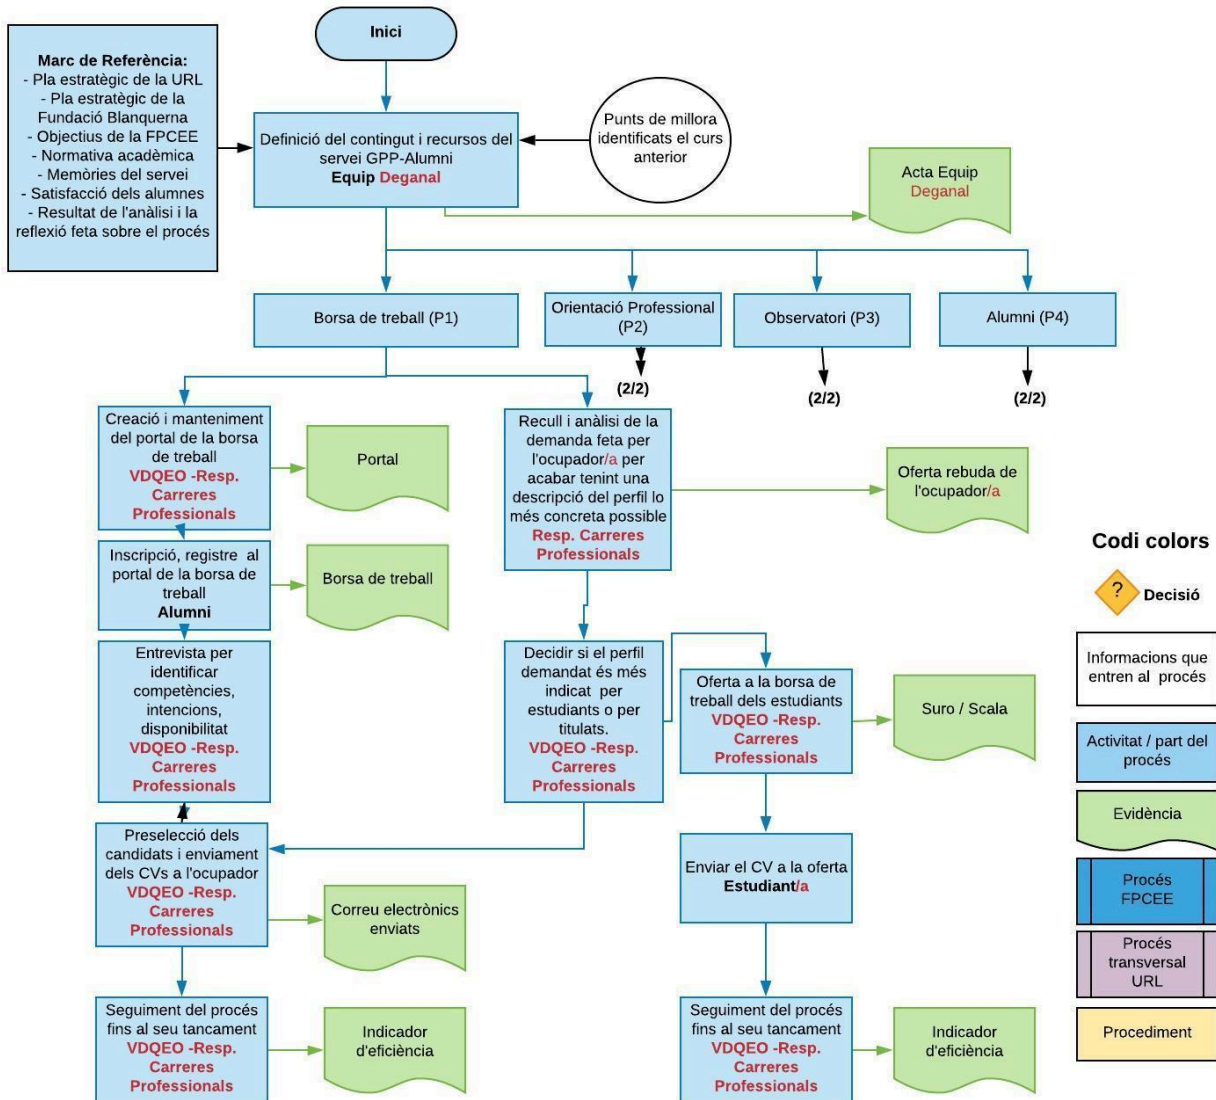 Inici
Marc de Referència:
- Pla estratègic de la URL
- Pla estratègic de la
Fundació Blanquerna
- Objectius de la FPCEE
- Normativa acadèmica
- Memòries del servei
- Satisfacció dels alumnes
- Resultat de l'anàlisi i la
reflexió feta sobre el procés
Definició del contingut i recursos del
servei GPP-Alumni
Equip Deganal
Punts de millora
identificats el curs
anterior
Acta Equip
Deganal
Borsa de treball (P1)
Orientació Professional
(P2)
Observatori (P3)
Alumni (P4)
(2/2)
(2/2)
(2/2)
Creació i manteniment
del portal de la borsa
de treball
VDQEO -Resp.
Carreres
Professionals
Portal
Recull i anàlisi de la
demanda feta per
l'ocupador/a per
acabar tenint una
descripció del perfil lo
més concreta possible
Resp. Carreres
Professionals
Oferta rebuda de
l'ocupador/a
Inscripció, registre al
portal de la borsa de
treball
Alumni
Borsa de treball
Entrevista per
identificar
competències,
intencions,
disponibilitat
VDQEO -Resp.
Carreres
Professionals
Decidir si el perfil
demandat és més
indicat per
estudiants o per
titulats.
VDQEO -Resp.
Carreres
Professionals
Oferta a la borsa de
treball dels estudiants
VDQEO -Resp.
Carreres
Professionals
Suro / Scala
Preselecció dels
candidats i enviament
dels CVs a l'ocupador
VDQEO -Resp.
Carreres
Professionals
Correu electrònics
enviats
Enviar el CV a la oferta
Estudiant/a
Seguiment del procés
fins al seu tancament
VDQEO -Resp.
Carreres
Professionals
Indicador
d'eficiència
Seguiment del procés
fins al seu tancament
VDQEO -Resp.
Carreres
Professionals
Indicador
d'eficiència
Codi colors
? Decisió
Informacions que
entren al procés
Activitat / part del
procés
Evidència
Procés
FPCEE
Procés
transversal
URL
Procediment